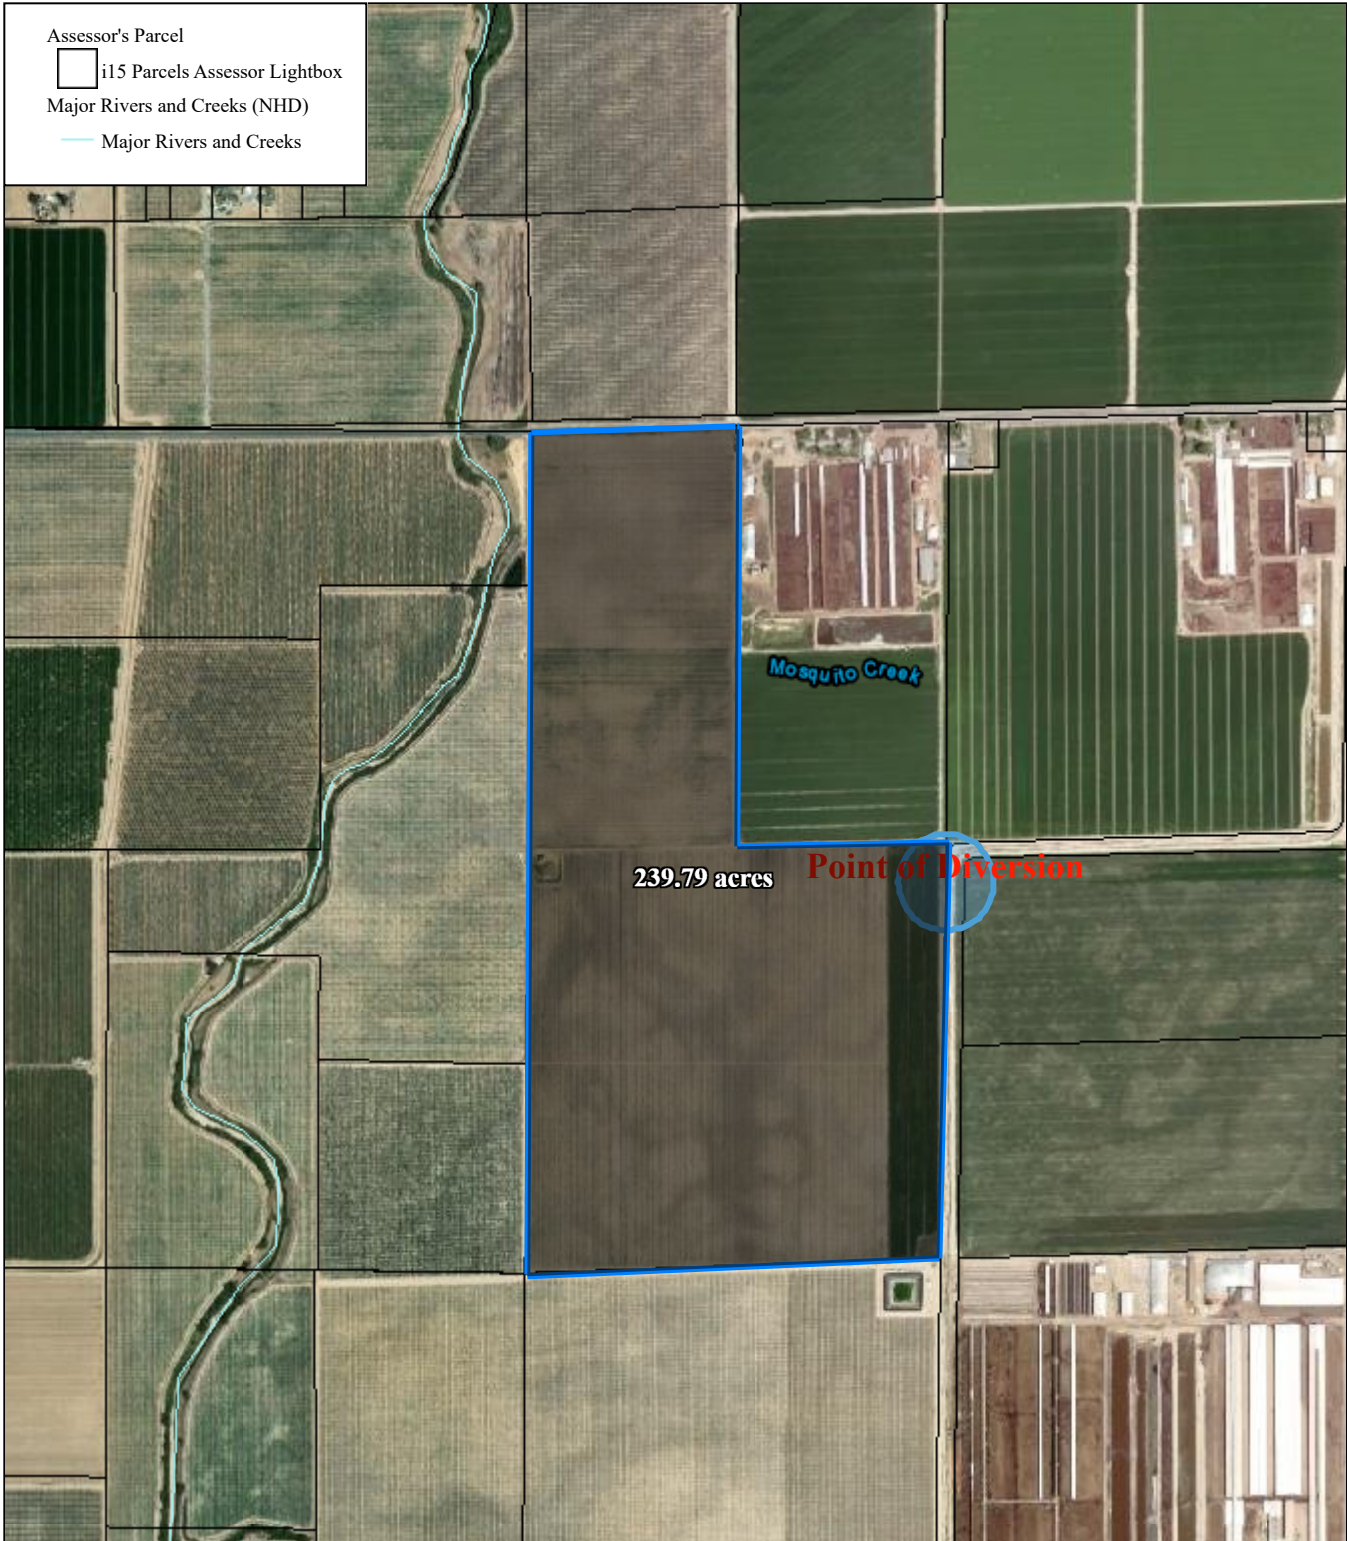 Assessor's Parcel
i15 Parcels Assessor Lightbox
Major Rivers and Creeks (NHD)
Major Rivers and Creeks
Mosquito Creek
Point of Diversion
239.79 acres